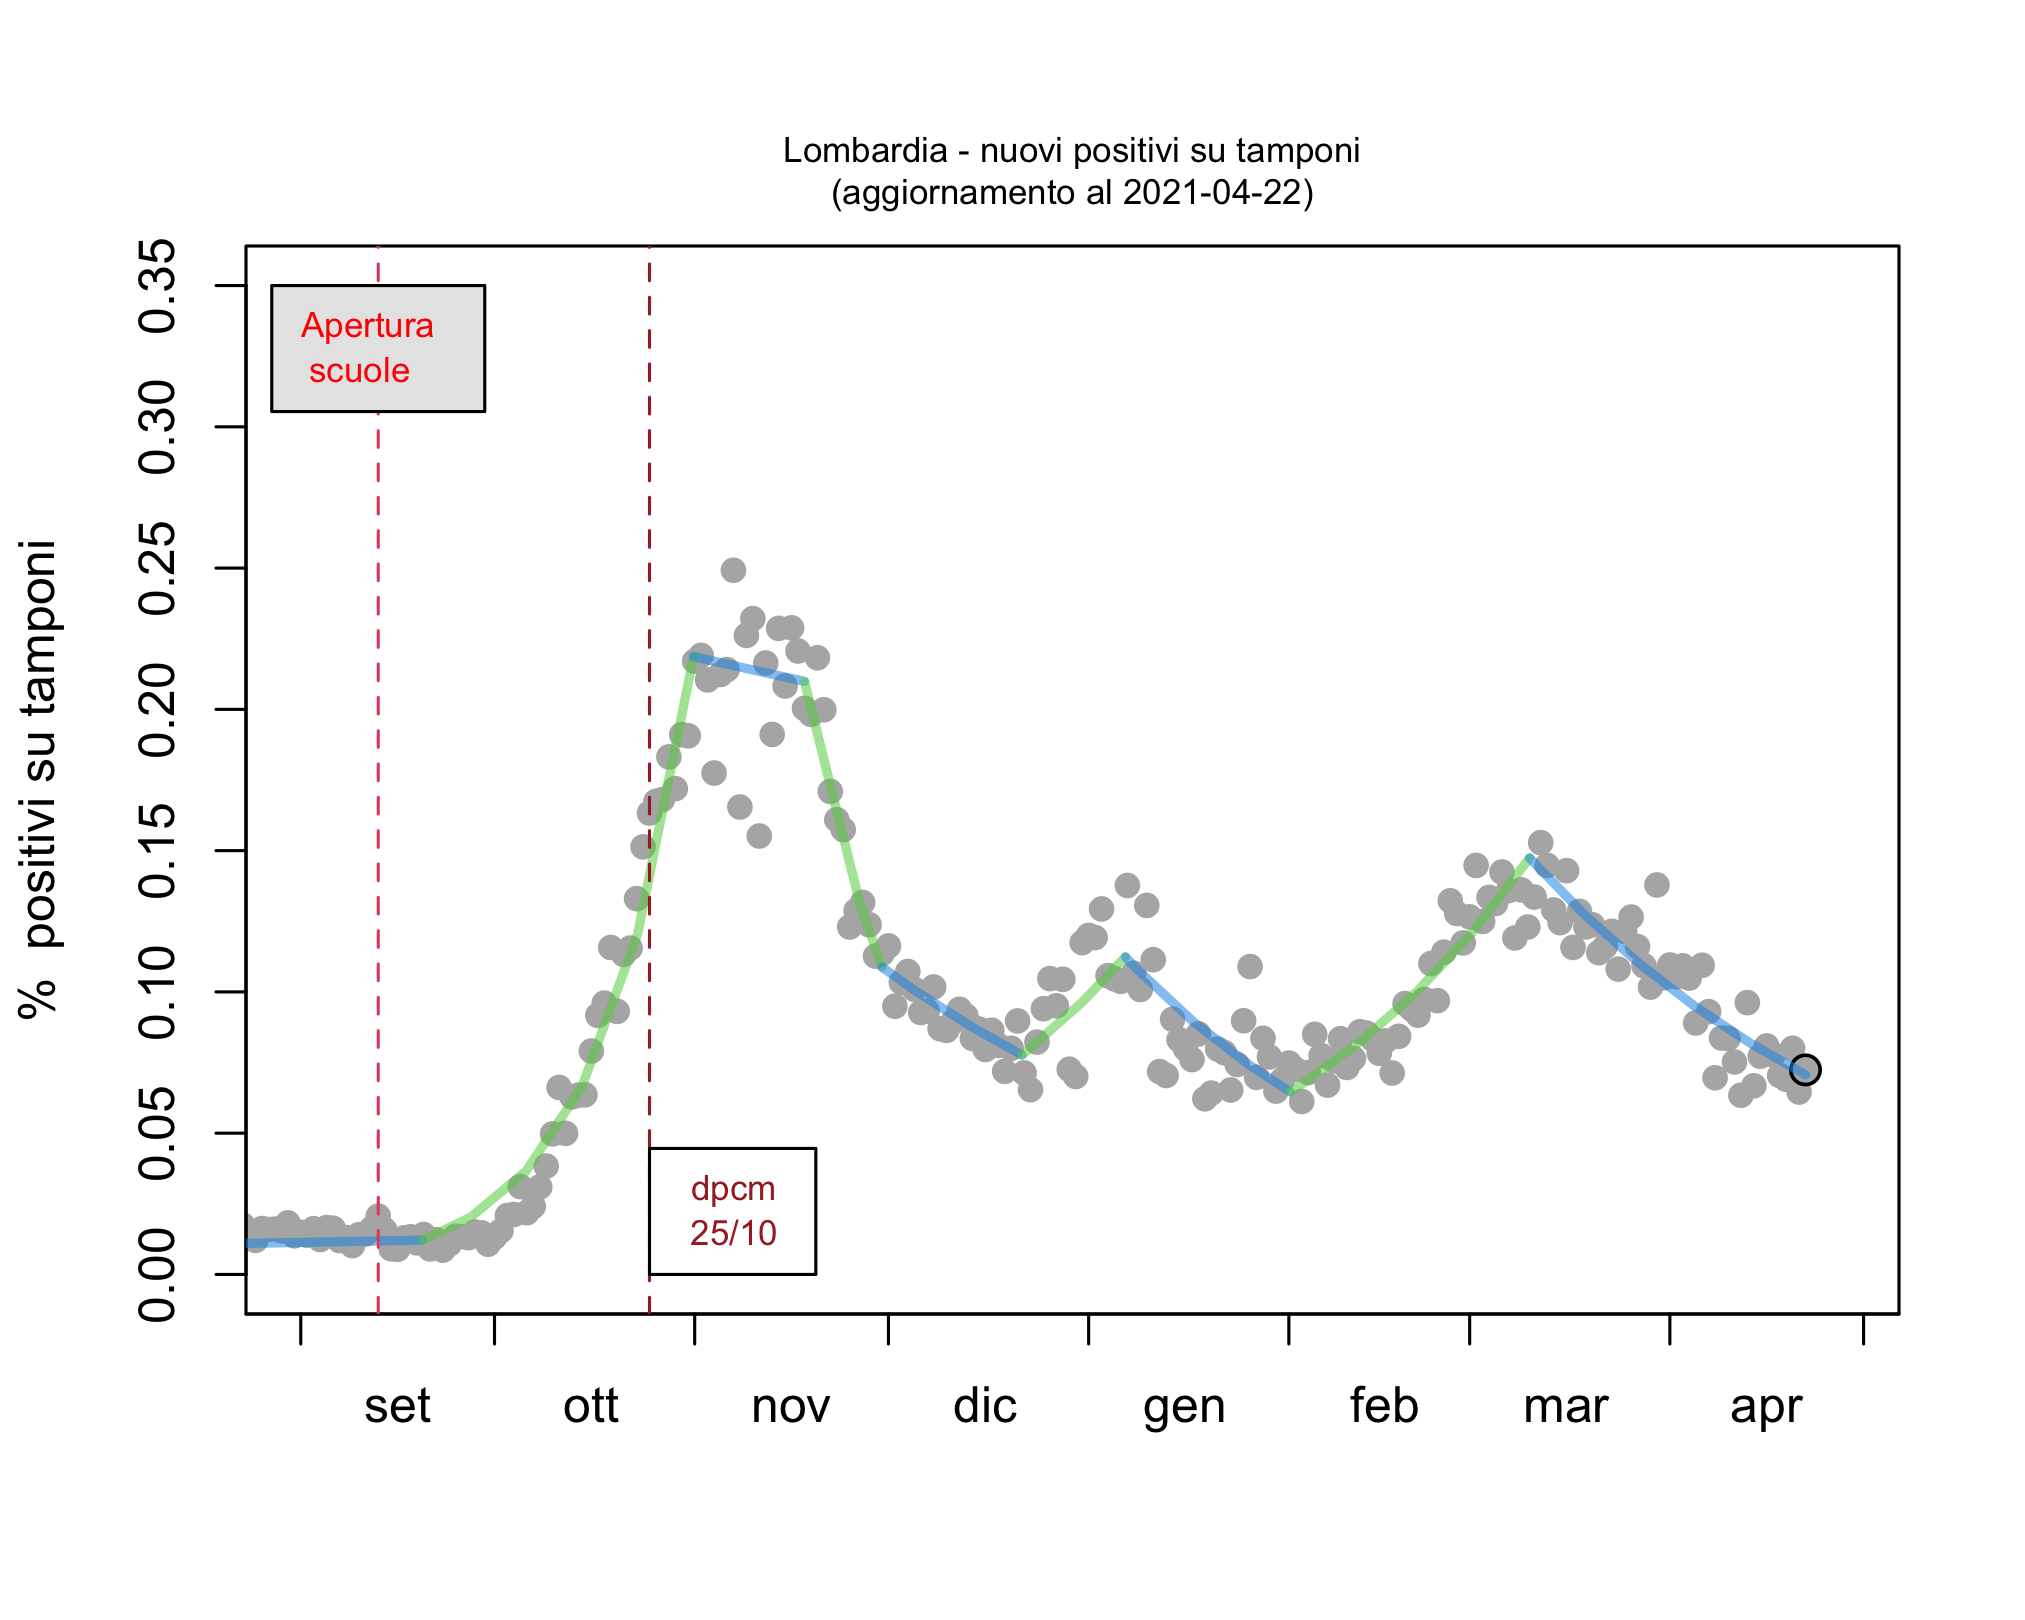 Lombardia - nuovi positivi su tamponi
(aggiornamento al 2021-04-22)
% positivi su tamponi
0.35
0.30
0.25
0.20
0.15
0.10
0.05
0.00
Apertura
scuole
dpcm
25/10
set ott nov dic gen feb mar apr